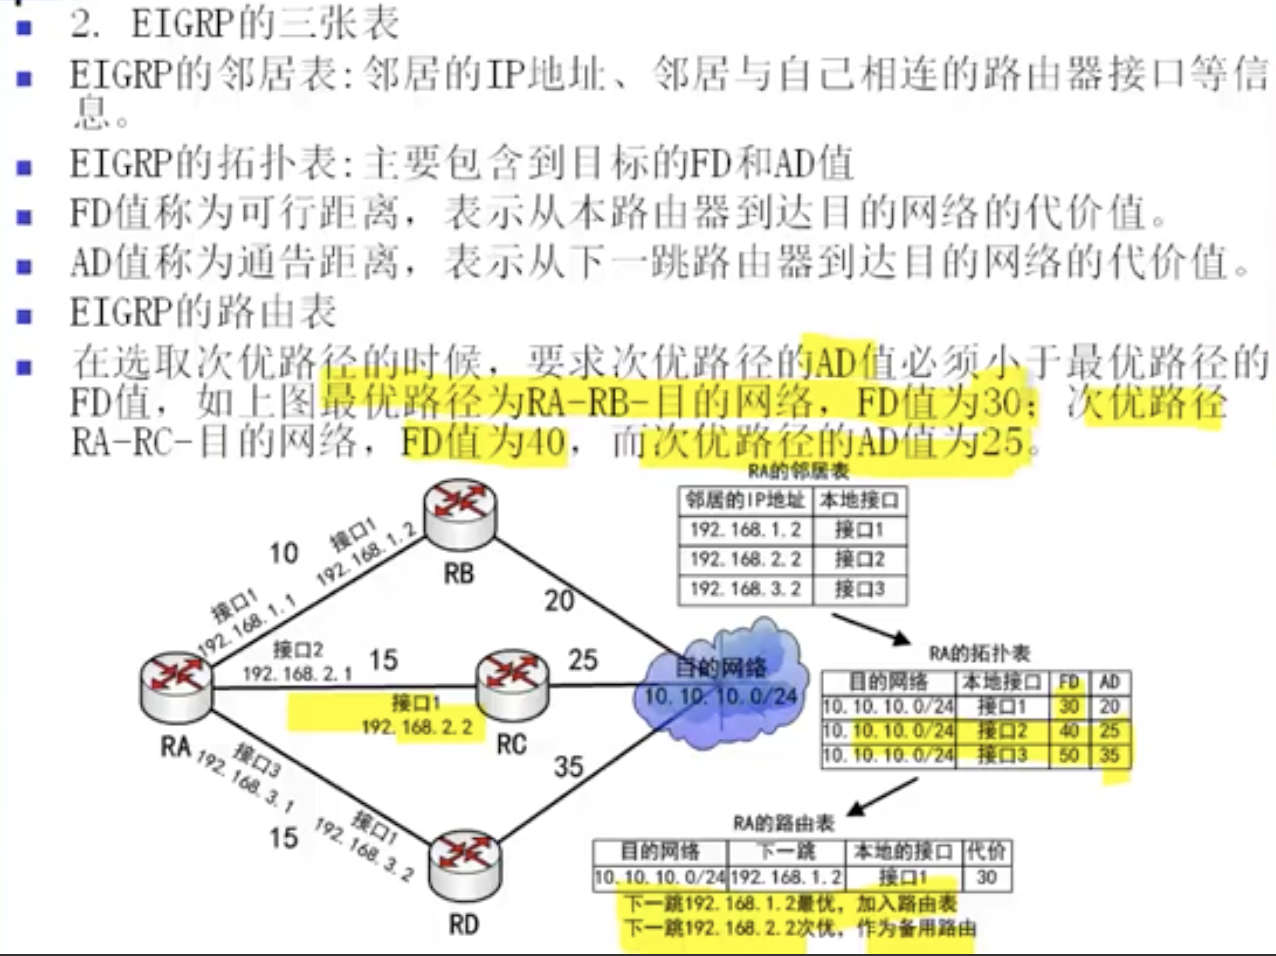 2. EIGRP的三张表
EIGRP的邻居表:邻居的IP地址、邻居与自己相连的路由器接口等信
息。
EIGRP的拓扑表:主要包含到目标的FD和AD值
FD值称为可行距离，表示从本路由器到达目的网络的代价值。
AD值称为通告距离，表示从下一跳路由器到达目的网络的代价值。
EIGRP的路由表
在选取次优路径的时候，要求次优路径的AD值必须小于最优路径的
FD值，如上图最优路径为RA-RB-目的网络，FD值为30；次优路径
RA-RC-目的网络，FD值为40，而次优路径的AD值为25。
RA的邻居表
邻居的IP地址 本地接口
192.168.1.2 接口1
192.168.2.2 接口2
192.168.3.2 接口3
10
接口1
192.168.1.2
RB
接口1
192.168.1.1
20
接口2
192.168.2.1
15
25
目的网络
10.10.10.0/24
接口1
192.168.2.2
RA
RC
接口3
192.168.3.1
35
15
接口1
192.168.3.2
RD
RA的拓扑表
目的网络 本地接口 FD AD
10.10.10.0/24 接口1 30 20
10.10.10.0/24 接口2 40 25
10.10.10.0/24 接口3 50 35
RA的路由表
目的网络 下一跳 本地的接口 代价
10.10.10.0/24 192.168.1.2 接口1 30
下一跳192.168.1.2最优，加入路由表
下一跳192.168.2.2次优，作为备用路由